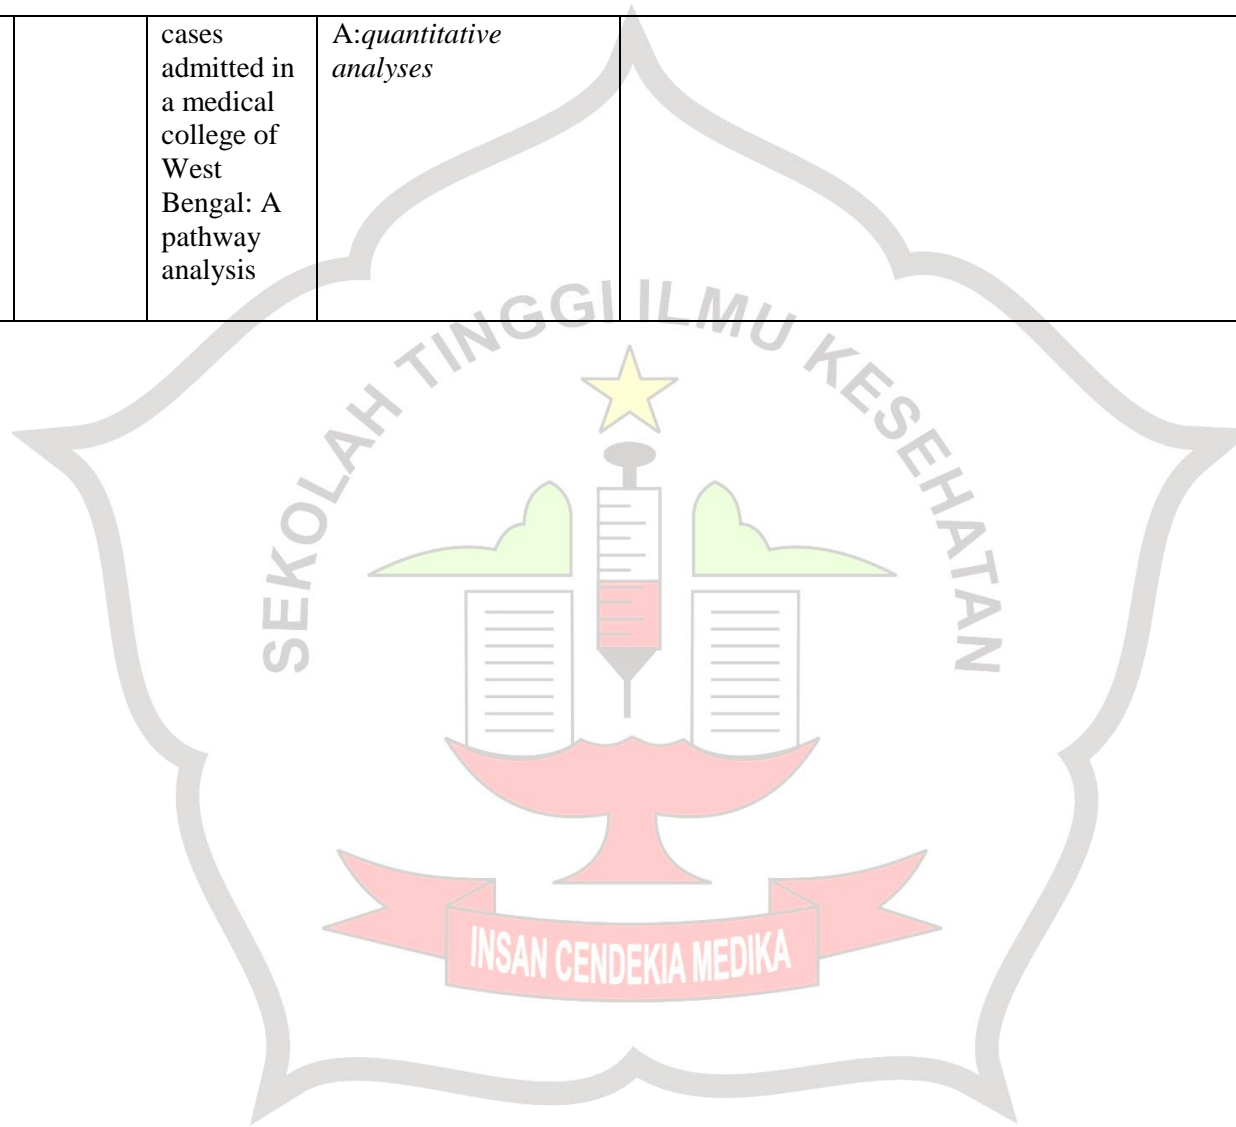 cases
admitted in
a medical
college of
West
Bengal: A
pathway
analysis
A:quantitative
analyses
SEKOLAH TINGGI ILMU KESEHATAN
INSAN CENDEKIA MEDIKA